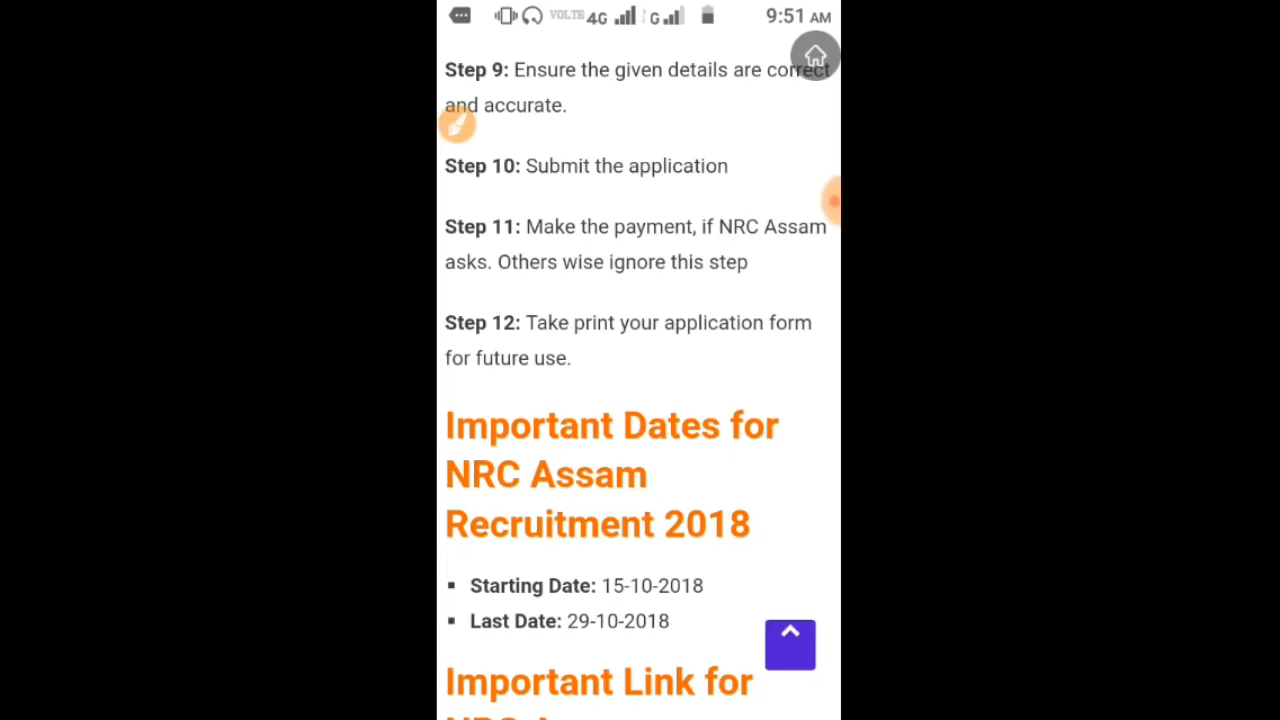 VOLTE 4G G 9:51 AM
Step 9: Ensure the given details are correct
and accurate.
Step 10: Submit the application
Step 11: Make the payment, if NRC Assam
asks. Others wise ignore this step
Step 12: Take print your application form
for future use.
Important Dates for
NRC Assam
Recruitment 2018
▪ Starting Date: 15-10-2018
▪ Last Date: 29-10-2018
Important Link for